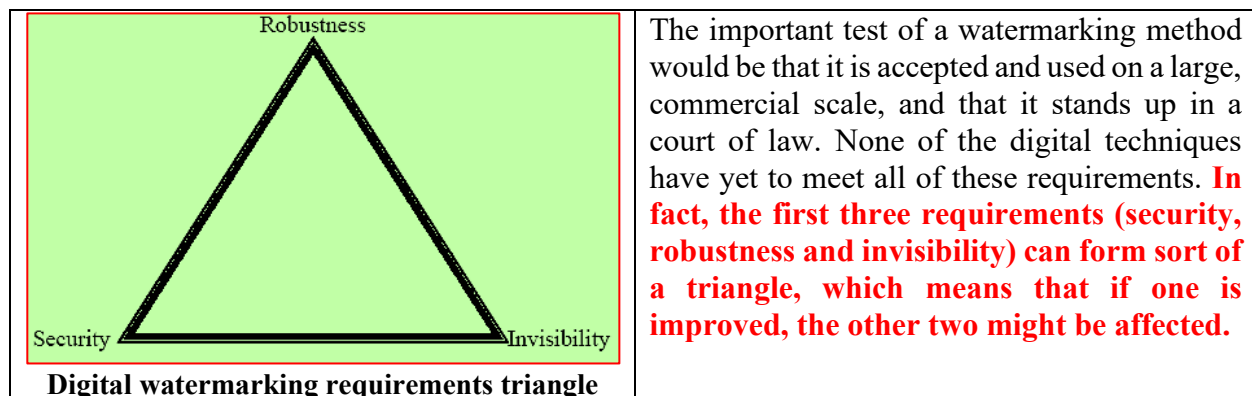 Robustness
Security
Invisibility
Digital watermarking requirements triangle
The important test of a watermarking method
would be that it is accepted and used on a large,
commercial scale, and that it stands up in a
court of law. None of the digital techniques
have yet to meet all of these requirements. In
fact, the first three requirements (security,
robustness and invisibility) can form sort of
a triangle, which means that if one is
improved, the other two might be affected.